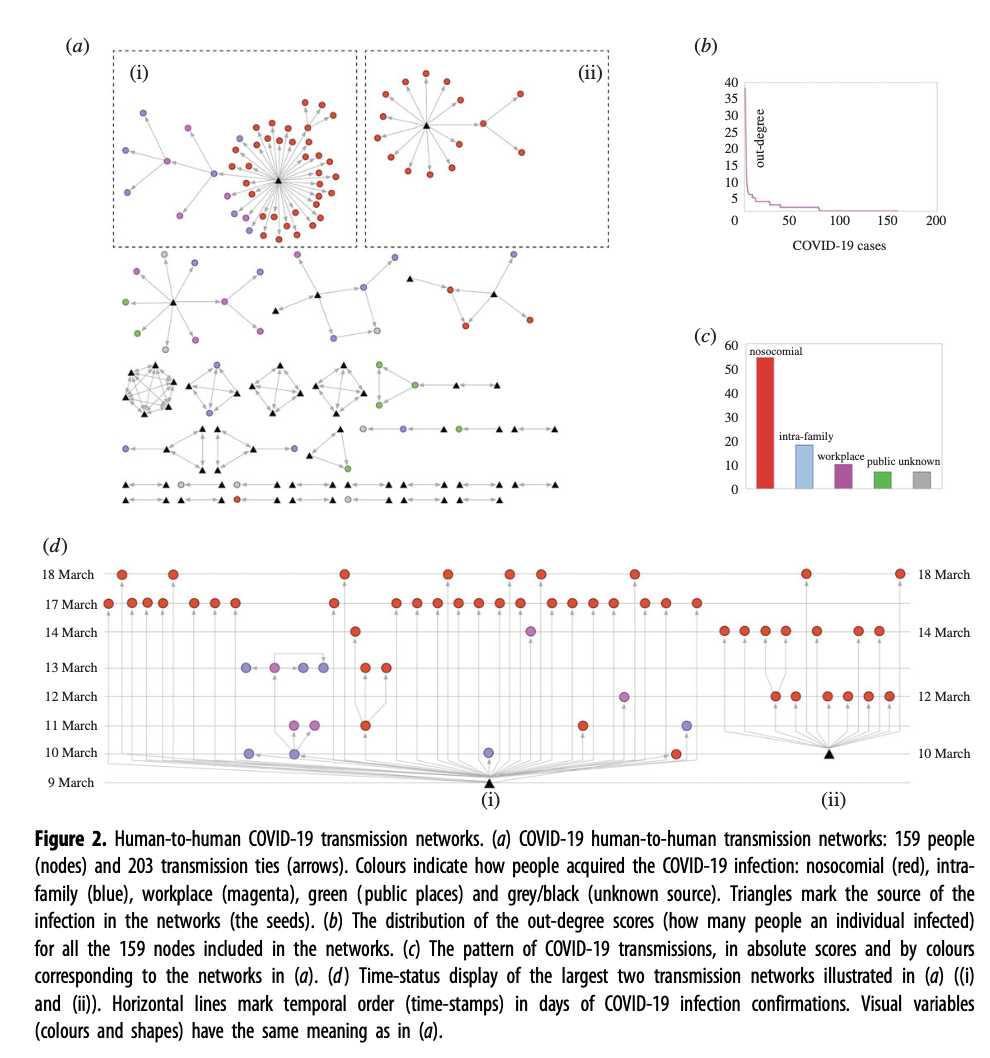 (a)
(i)
(ii)
(b)
40
35
30
25
20
15
10
5
0
out-degree
50
100
150
200
COVID-19 cases
(c)
60
50
40
30
20
10
0
nosocomial
intra-family
workplace
public
unknown
(d)
18 March
18 March
17 March
14 March
14 March
13 March
12 March
12 March
11 March
10 March
10 March
9 March
(i)
(ii)
Figure 2. Human-to-human COVID-19 transmission networks. (a) COVID-19 human-to-human transmission networks: 159 people
(nodes) and 203 transmission ties (arrows). Colours indicate how people acquired the COVID-19 infection: nosocomial (red), intra-
family (blue), workplace (magenta), green (public places) and grey/black (unknown source). Triangles mark the source of the
infection in the networks (the seeds). (b) The distribution of the out-degree scores (how many people an individual infected)
for all the 159 nodes included in the networks. (c) The pattern of COVID-19 transmissions, in absolute scores and by colours
corresponding to the networks in (a). (d) Time-status display of the largest two transmission networks illustrated in (a) ((i)
and (ii)). Horizontal lines mark temporal order (time-stamps) in days of COVID-19 infection confirmations. Visual variables
(colours and shapes) have the same meaning as in (a).